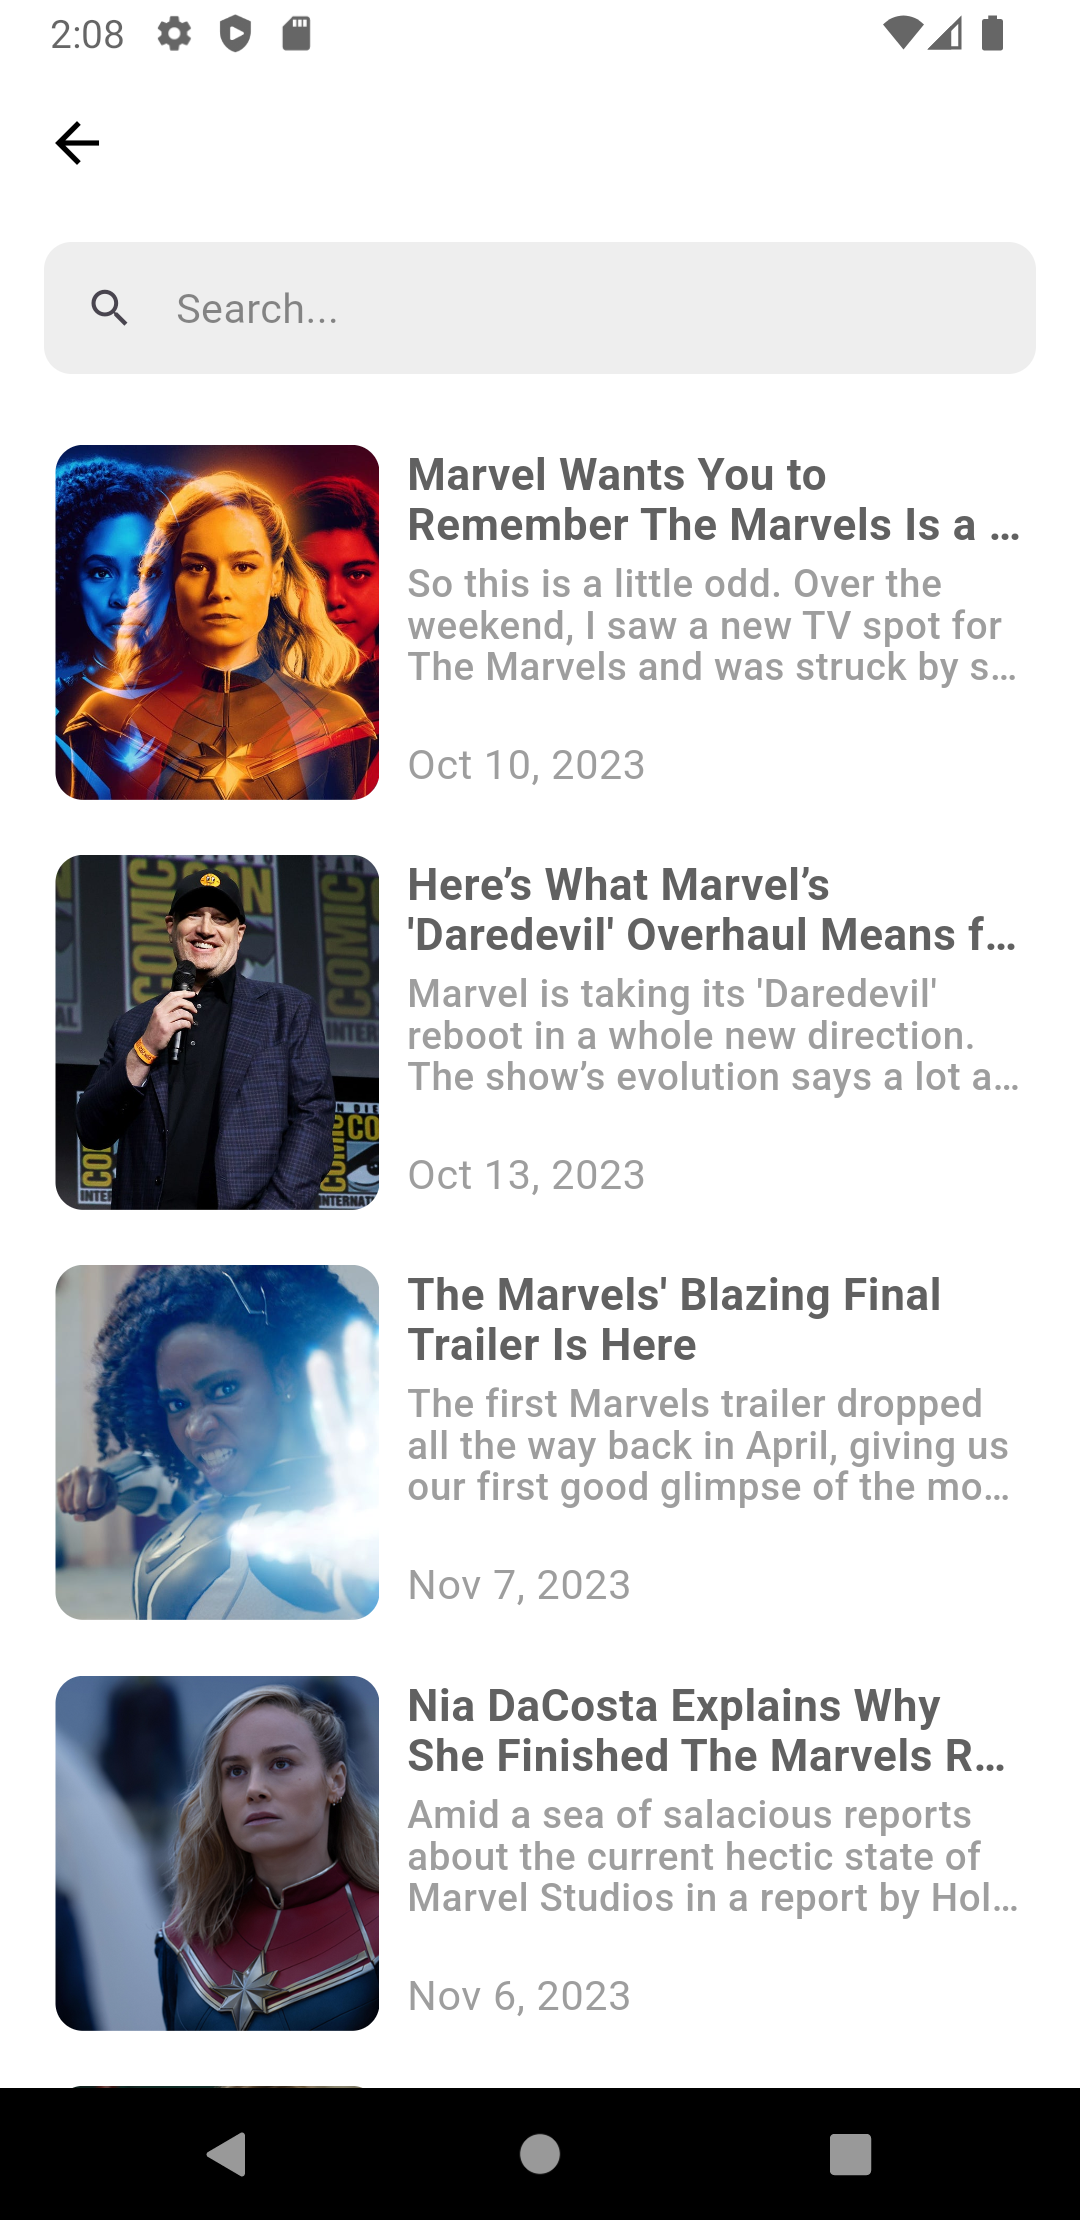 2:08
Search...
Marvel Wants You to
Remember The Marvels Is a ...
So this is a little odd. Over the
weekend, I saw a new TV spot for
The Marvels and was struck by s...
Oct 10, 2023
COMIC
CON
COMIC
INTER
Here’s What Marvel’s
'Daredevil' Overhaul Means f...
Marvel is taking its 'Daredevil'
reboot in a whole new direction.
The show’s evolution says a lot a...
Oct 13, 2023
The Marvels' Blazing Final
Trailer Is Here
The first Marvels trailer dropped
all the way back in April, giving us
our first good glimpse of the mo...
Nov 7, 2023
Nia DaCosta Explains Why
She Finished The Marvels R...
Amid a sea of salacious reports
about the current hectic state of
Marvel Studios in a report by Hol...
Nov 6, 2023